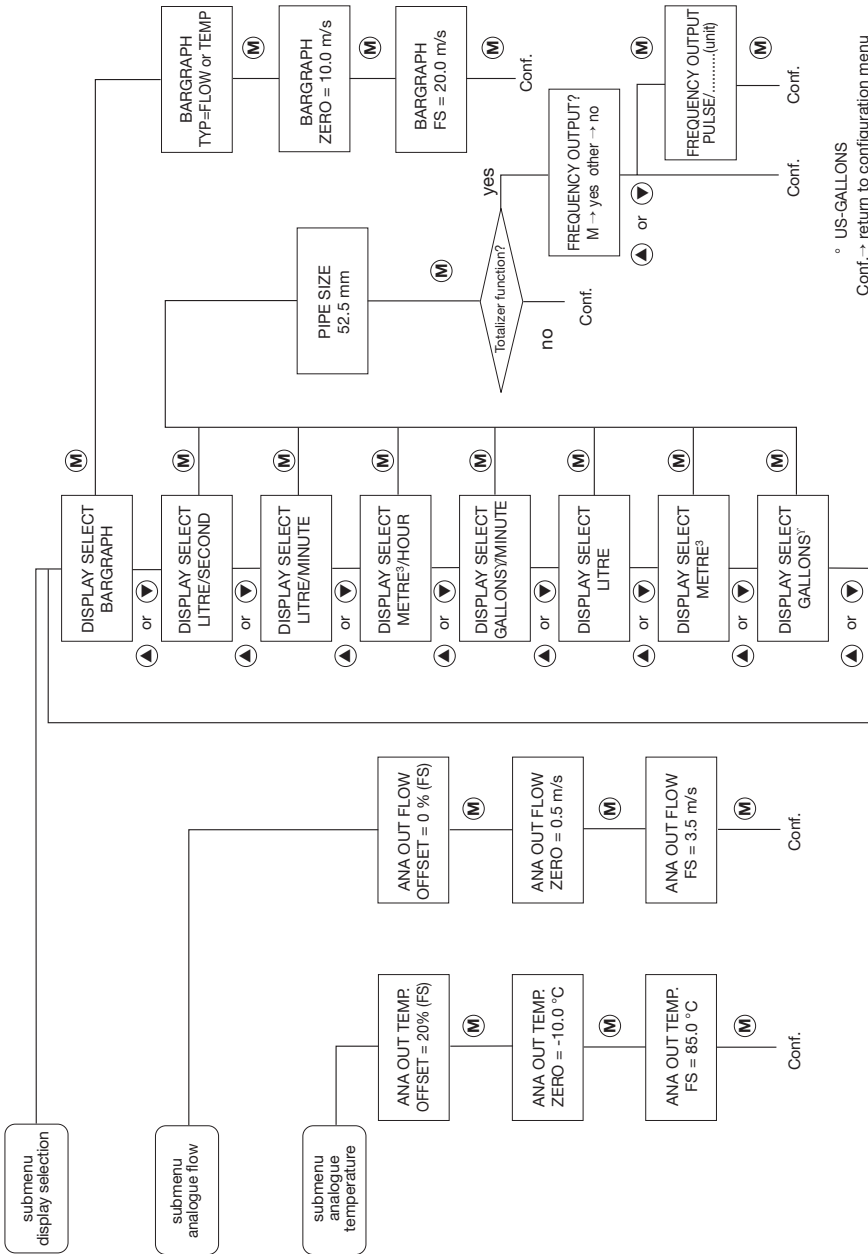 submenu
display selection
submenu
analogue flow
submenu
analogue
temperature
ANA OUT TEMP.
OFFSET = 20% (FS)
M
ANA OUT TEMP.
ZERO = -10.0 °C
M
ANA OUT TEMP.
FS = 85.0 °C
M
Conf.
ANA OUT FLOW
OFFSET = 0 % (FS)
M
ANA OUT FLOW
ZERO = 0.5 m/s
M
ANA OUT FLOW
FS = 3.5 m/s
M
Conf.
DISPLAY SELECT
BARGRAPH
M
▲ or ▼
DISPLAY SELECT
LITRE/SECOND
M
▲ or ▼
DISPLAY SELECT
LITRE/MINUTE
M
▲ or ▼
DISPLAY SELECT
METRE³/HOUR
M
▲ or ▼
DISPLAY SELECT
GALLONSϒ/MINUTE
M
▲ or ▼
DISPLAY SELECT
LITRE
M
▲ or ▼
DISPLAY SELECT
METRE³
M
▲ or ▼
DISPLAY SELECT
GALLONSϒ
M
▲ or ▼
PIPE SIZE
52.5 mm
M
Totalizer function?
yes
no
Conf.
BARGRAPH
TYP=FLOW or TEMP
M
BARGRAPH
ZERO = 10.0 m/s
M
BARGRAPH
FS = 20.0 m/s
M
Conf.
FREQUENCY OUTPUT?
M → yes other → no
▲ or ▼
M
FREQUENCY OUTPUT
PULSE/..........(unit)
M
Conf.
Conf.
° US-GALLONS
Conf.→ return to configuration menu